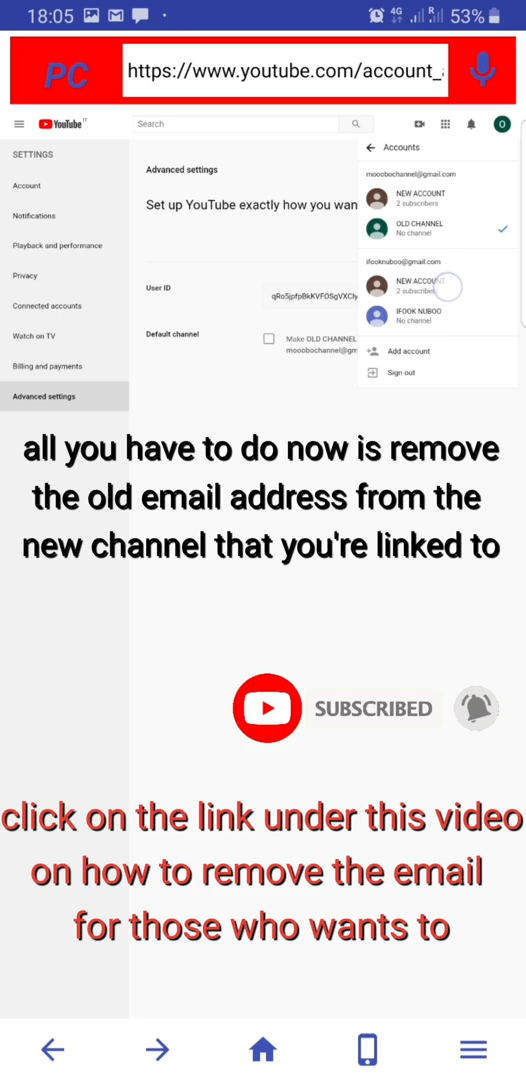 18:05
4G
R
53%
PC
https://www.youtube.com/account_
YouTube IT
Search
SETTINGS
Account
Notifications
Playback and performance
Privacy
Connected accounts
Watch on TV
Billing and payments
Advanced settings
Advanced settings
Set up YouTube exactly how you wan
User ID
Default channel
Make OLD CHANNEL
mooobochannel@gm
O
Accounts
mooobochannel@gmail.com
NEW ACCOUNT
2 subscribers
OLD CHANNEL
No channel
ifooknuboo@gmail.com
NEW ACCOUNT
2 subscribers
IFOOK NUBOO
No channel
Add account
Sign out
all you have to do now is remove
the old email address from the
new channel that you're linked to
SUBSCRIBED
click on the link under this video
on how to remove the email
for those who wants to